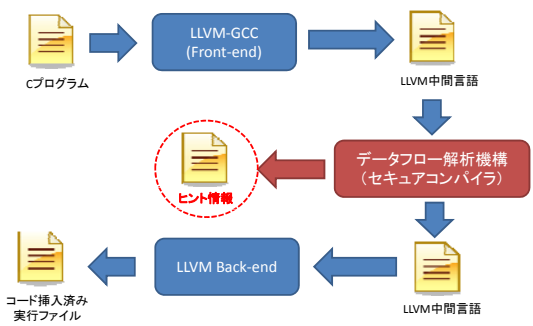 LLVM-GCC
(Front-end)
Cプログラム
LLVM中間言語
データフロー解析機構
(セキュアコンパイラ)
ヒント情報
LLVM Back-end
コード挿入済み
実行ファイル
LLVM中間言語